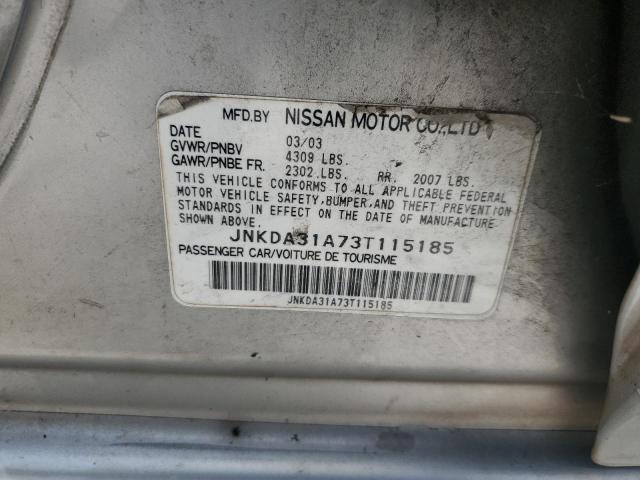 MFD.BY NISSAN MOTOR CO.,LTD.
DATE 03/03
GVWR/PNBV 4309 LBS.
GAWR/PNBE FR. 2302 LBS. RR. 2007 LBS.
THIS VEHICLE CONFORMS TO ALL APPLICABLE FEDERAL
MOTOR VEHICLE SAFETY, BUMPER, AND THEFT PREVENTION
STANDARDS IN EFFECT ON THE DATE OF MANUFACTURE
SHOWN ABOVE.
JNKDA31A73T115185
PASSENGER CAR/VOITURE DE TOURISME
JNKDA31A73T115185